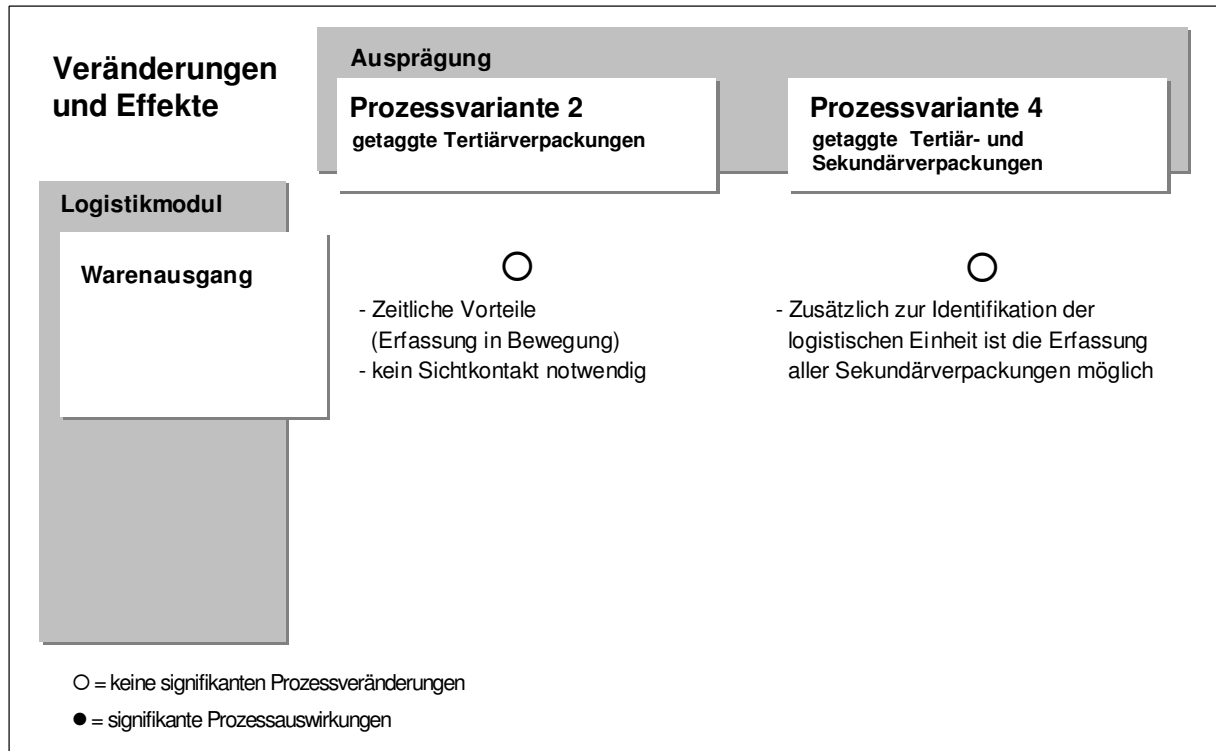 Veränderungen
und Effekte
Ausprägung
Prozessvariante 2
getaggte Tertiärverpackungen
Prozessvariante 4
getaggte Tertiär- und
Sekundärverpackungen
Logistikmodul
Warenausgang
- Zeitliche Vorteile
(Erfassung in Bewegung)
- kein Sichtkontakt notwendig
- Zusätzlich zur Identifikation der
logistischen Einheit ist die Erfassung
aller Sekundärverpackungen möglich
○ = keine signifikanten Prozessveränderungen
● = signifikante Prozessauswirkungen